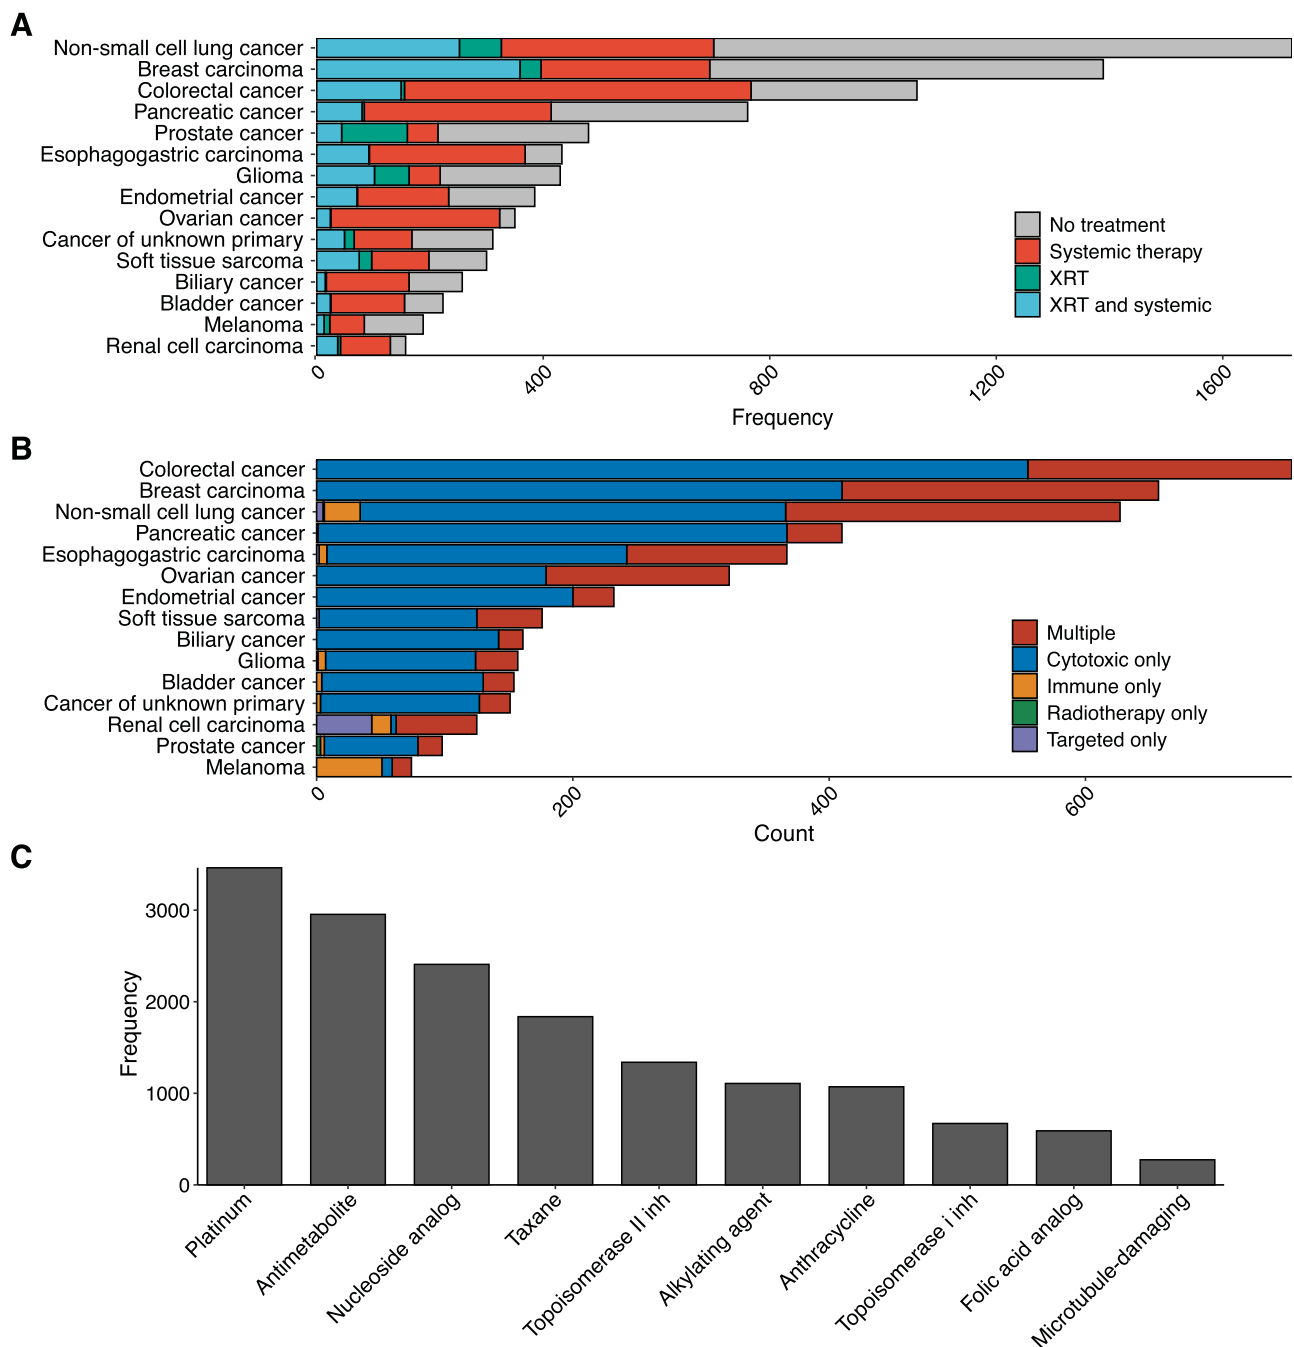 A
Non-small cell lung cancer
Breast carcinoma
Colorectal cancer
Pancreatic cancer
Prostate cancer
Esophagogastric carcinoma
Glioma
Endometrial cancer
Ovarian cancer
Cancer of unknown primary
Soft tissue sarcoma
Biliary cancer
Bladder cancer
Melanoma
Renal cell carcinoma
No treatment
Systemic therapy
XRT
XRT and systemic
0 400 800 1200 1600
Frequency
B
Colorectal cancer
Breast carcinoma
Non-small cell lung cancer
Pancreatic cancer
Esophagogastric carcinoma
Ovarian cancer
Endometrial cancer
Soft tissue sarcoma
Biliary cancer
Glioma
Bladder cancer
Cancer of unknown primary
Renal cell carcinoma
Prostate cancer
Melanoma
Multiple
Cytotoxic only
Immune only
Radiotherapy only
Targeted only
0 200 400 600
Count
C
Frequency
3000
2000
1000
0
Platinum
Antimetabolite
Nucleoside analog
Taxane
Topoisomerase II inh
Alkylating agent
Anthracycline
Topoisomerase i inh
Folic acid analog
Microtubule-damaging